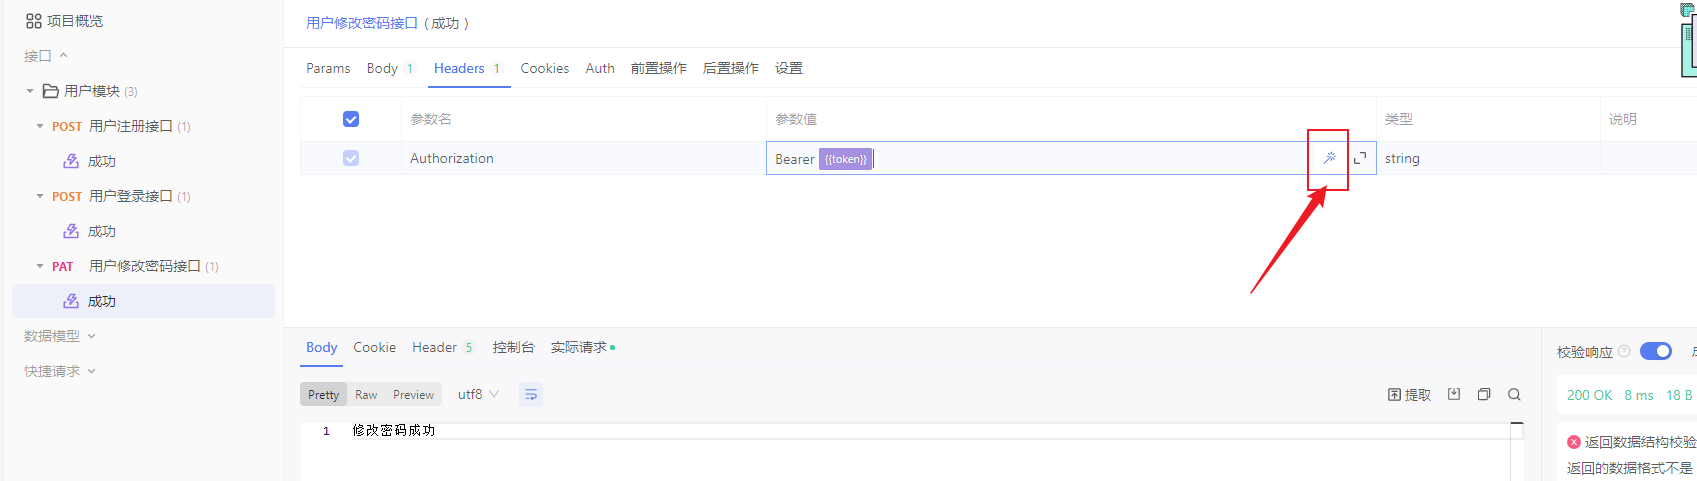 项目概览
接口
用户模块 (3)
POST 用户注册接口 (1)
成功
POST 用户登录接口 (1)
成功
PAT 用户修改密码接口 (1)
成功
数据模型
快捷请求
用户修改密码接口（成功）
Params Body 1 Headers 1 Cookies Auth 前置操作 后置操作 设置
参数名 参数值 类型 说明
Authorization Bearer {{token}} string
Body Cookie Header 5 控制台 实际请求
Pretty Raw Preview utf8 提取
1 修改密码成功
校验响应
200 OK 8 ms 18 B
返回数据结构校验
返回的数据格式不是